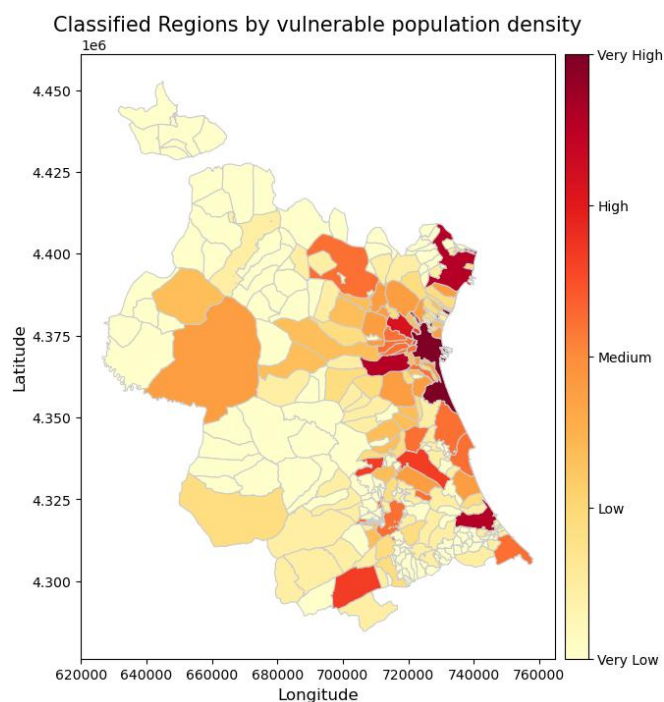 Classified Regions by vulnerable population density
1e6
Very High
4.450
4.425
High
4.400
4.375
Medium
4.350
4.325
Low
4.300
Very Low
620000 640000 660000 680000 700000 720000 740000 760000
Longitude
Latitude